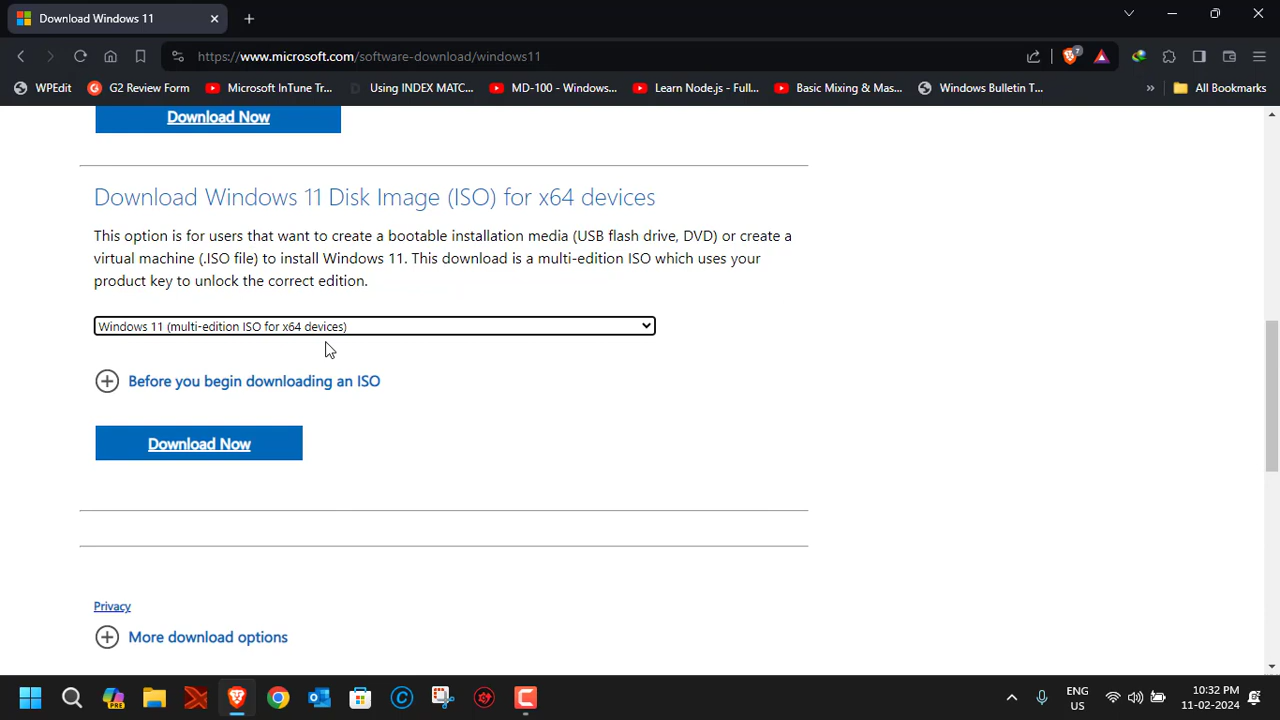 Download Windows 11
https://www.microsoft.com/software-download/windows11
7
WPEdit
G2 Review Form
Microsoft InTune Tr...
Using INDEX MATC...
MD-100 - Windows...
Learn Node.js - Full...
Basic Mixing & Mas...
Windows Bulletin T...
»
All Bookmarks
Download Now
Download Windows 11 Disk Image (ISO) for x64 devices
This option is for users that want to create a bootable installation media (USB flash drive, DVD) or create a
virtual machine (.ISO file) to install Windows 11. This download is a multi-edition ISO which uses your
product key to unlock the correct edition.
Windows 11 (multi-edition ISO for x64 devices)
Before you begin downloading an ISO
Download Now
Privacy
More download options
PRE
ENG
US
10:32 PM
11-02-2024